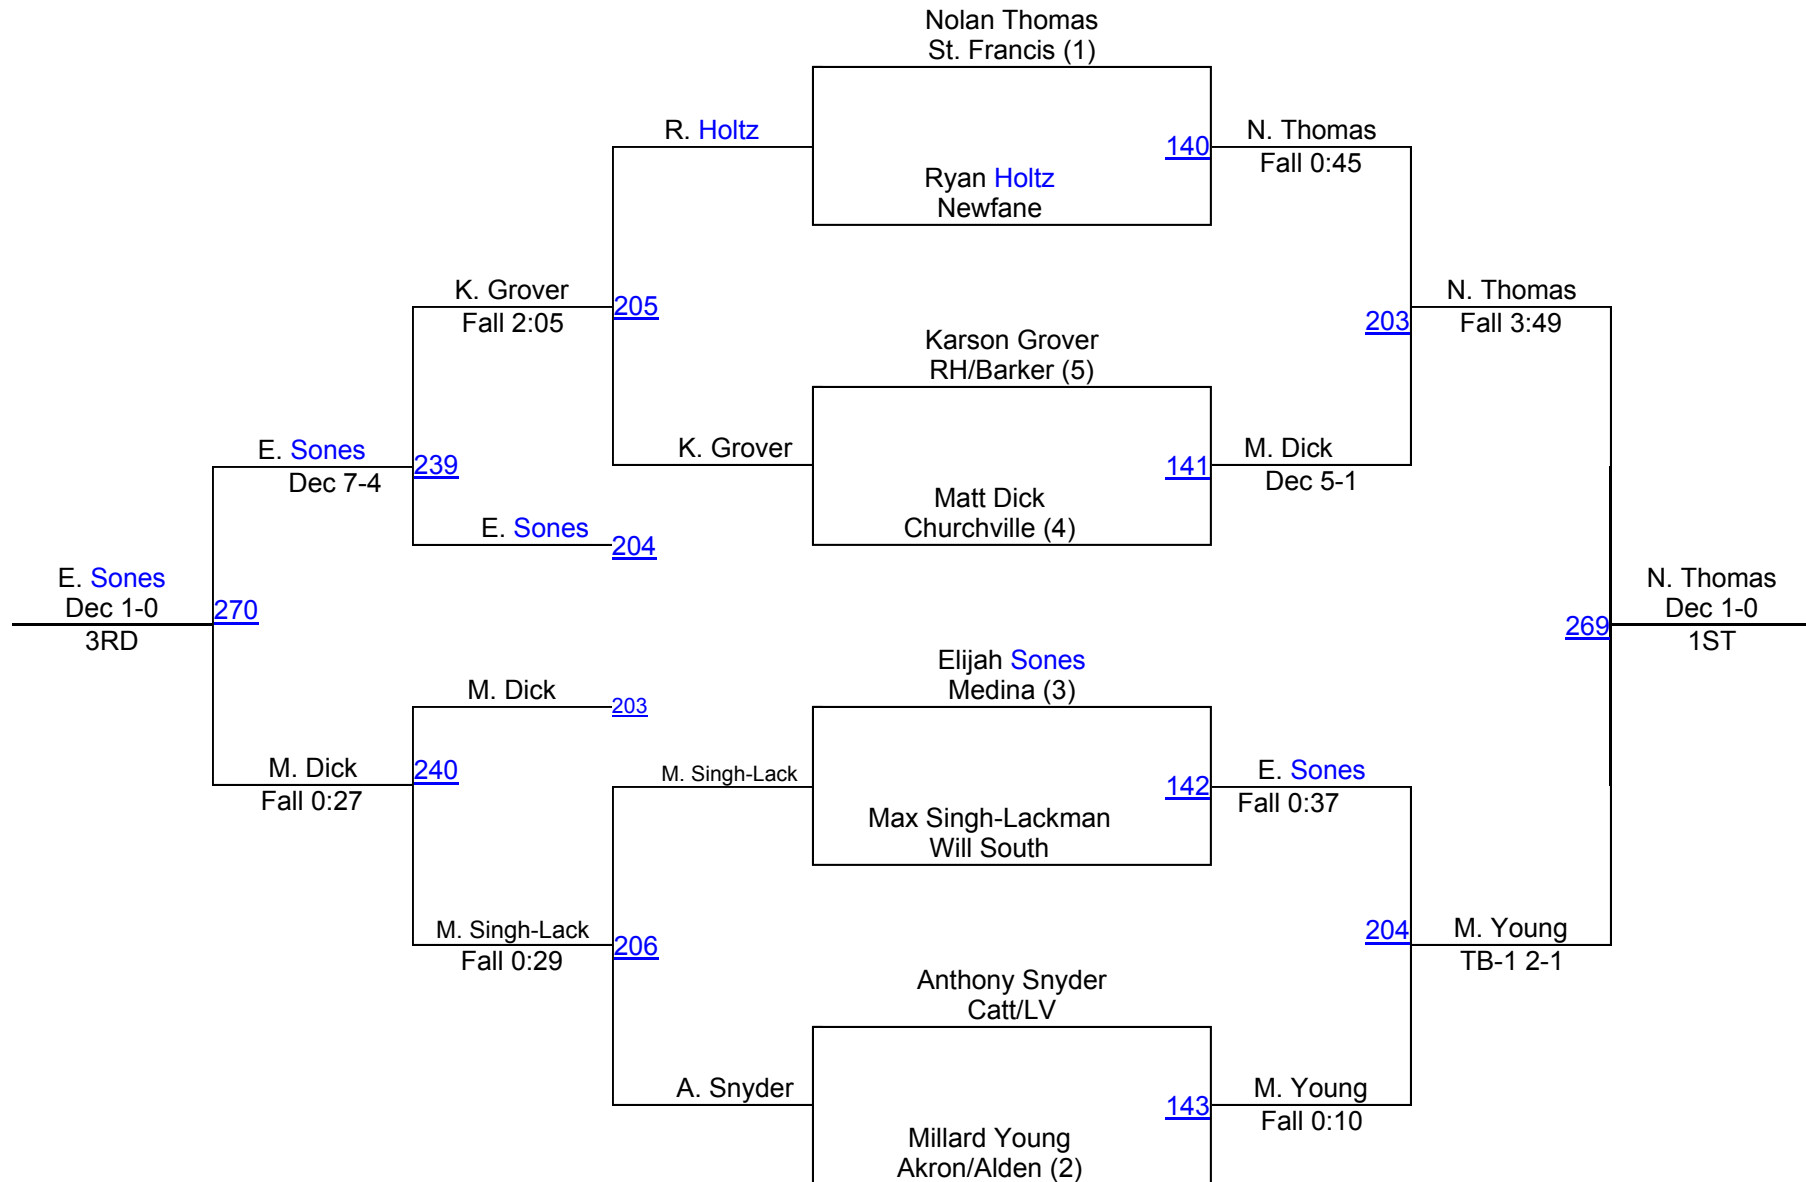 Nolan Thomas
St. Francis (1)
R. Holtz
140
N. Thomas
Fall 0:45
Ryan Holtz
Newfane
K. Grover
Fall 2:05
205
203
N. Thomas
Fall 3:49
Karson Grover
RH/Barker (5)
E. Sones
Dec 7-4
239
K. Grover
141
M. Dick
Dec 5-1
Matt Dick
Churchville (4)
E. Sones
204
E. Sones
Dec 1-0
3RD
270
269
N. Thomas
Dec 1-0
1ST
Elijah Sones
Medina (3)
M. Dick
203
M. Dick
Fall 0:27
240
M. Singh-Lack
142
E. Sones
Fall 0:37
Max Singh-Lackman
Will South
M. Singh-Lack
Fall 0:29
206
204
M. Young
TB-1 2-1
Anthony Snyder
Catt/LV
A. Snyder
143
M. Young
Fall 0:10
Millard Young
Akron/Alden (2)